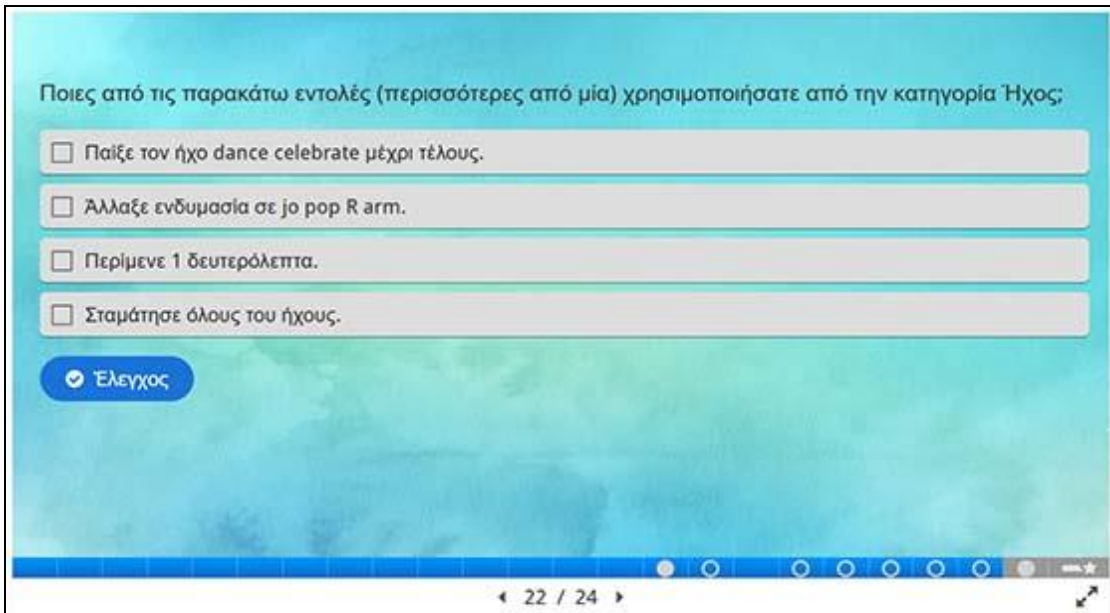 Ποιες από τις παρακάτω εντολές (περισσότερες από μία) χρησιμοποιήσατε από την κατηγορία Ήχος;
Παίξε τον ήχο dance celebrate μέχρι τέλους.
Άλλαξε ενδυμασία σε jo pop R arm.
Περίμενε 1 δευτερόλεπτα.
Σταμάτησε όλους του ήχους.
Έλεγχος
22 / 24